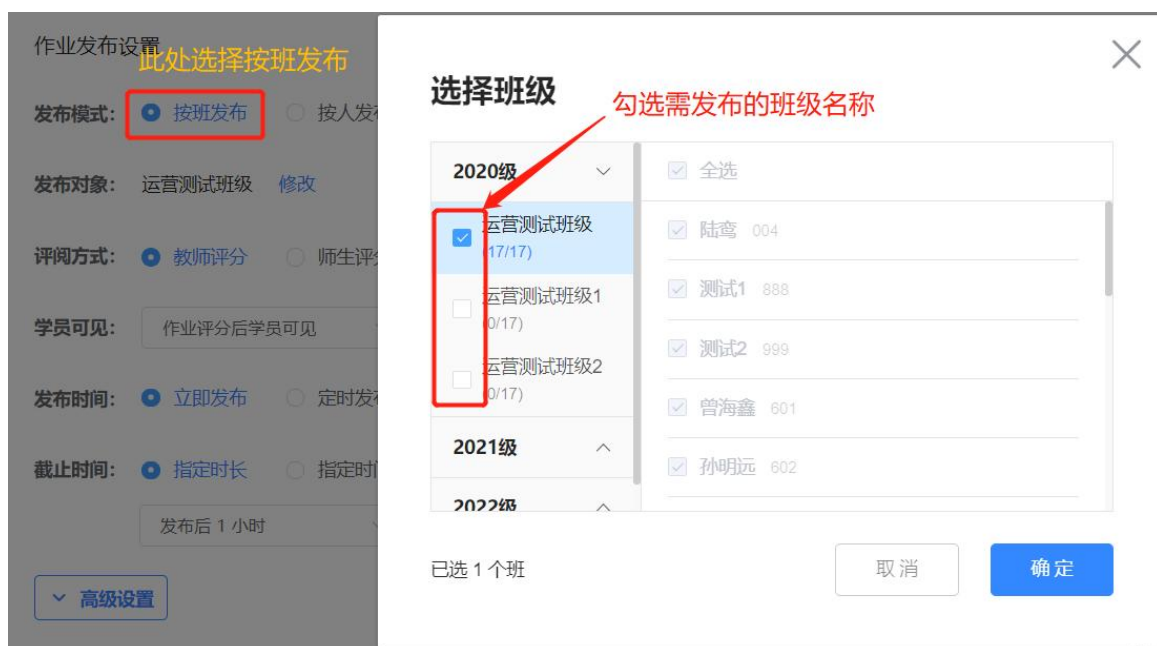 作业发布设置
此处选择按班发布
发布模式:
按班发布
按人发
发布对象:
运营测试班级
修改
评阅方式:
教师评分
师生评
学员可见:
作业评分后学员可见
发布时间:
立即发布
定时发
截止时间:
指定时长
指定时
发布后 1 小时
高级设置
选择班级
勾选需发布的班级名称
2020级
运营测试班级
(17/17)
运营测试班级1
(0/17)
运营测试班级2
(0/17)
2021级
2022级
全选
陆鸾 004
测试1 888
测试2 999
曾海鑫 601
孙明远 602
已选 1 个班
取消
确定